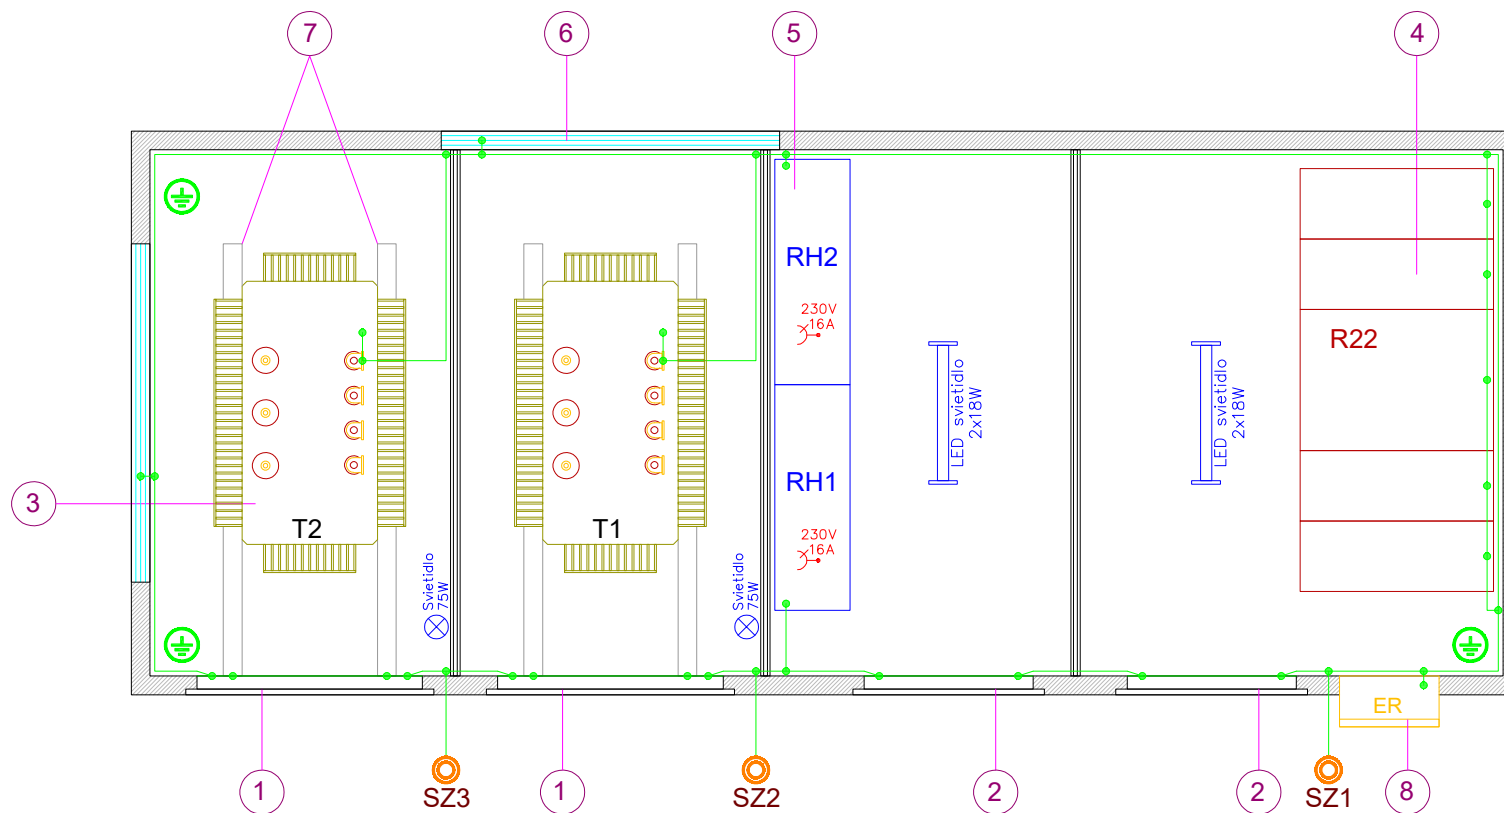 7
6
5
4
RH2
230V
16A
R22
LED svietidlo
2x18W
LED svietidlo
2x18W
3
T2
T1
RH1
230V
16A
Svietidlo
75W
Svietidlo
75W
ER
1
SZ3
1
SZ2
2
2
SZ1
8